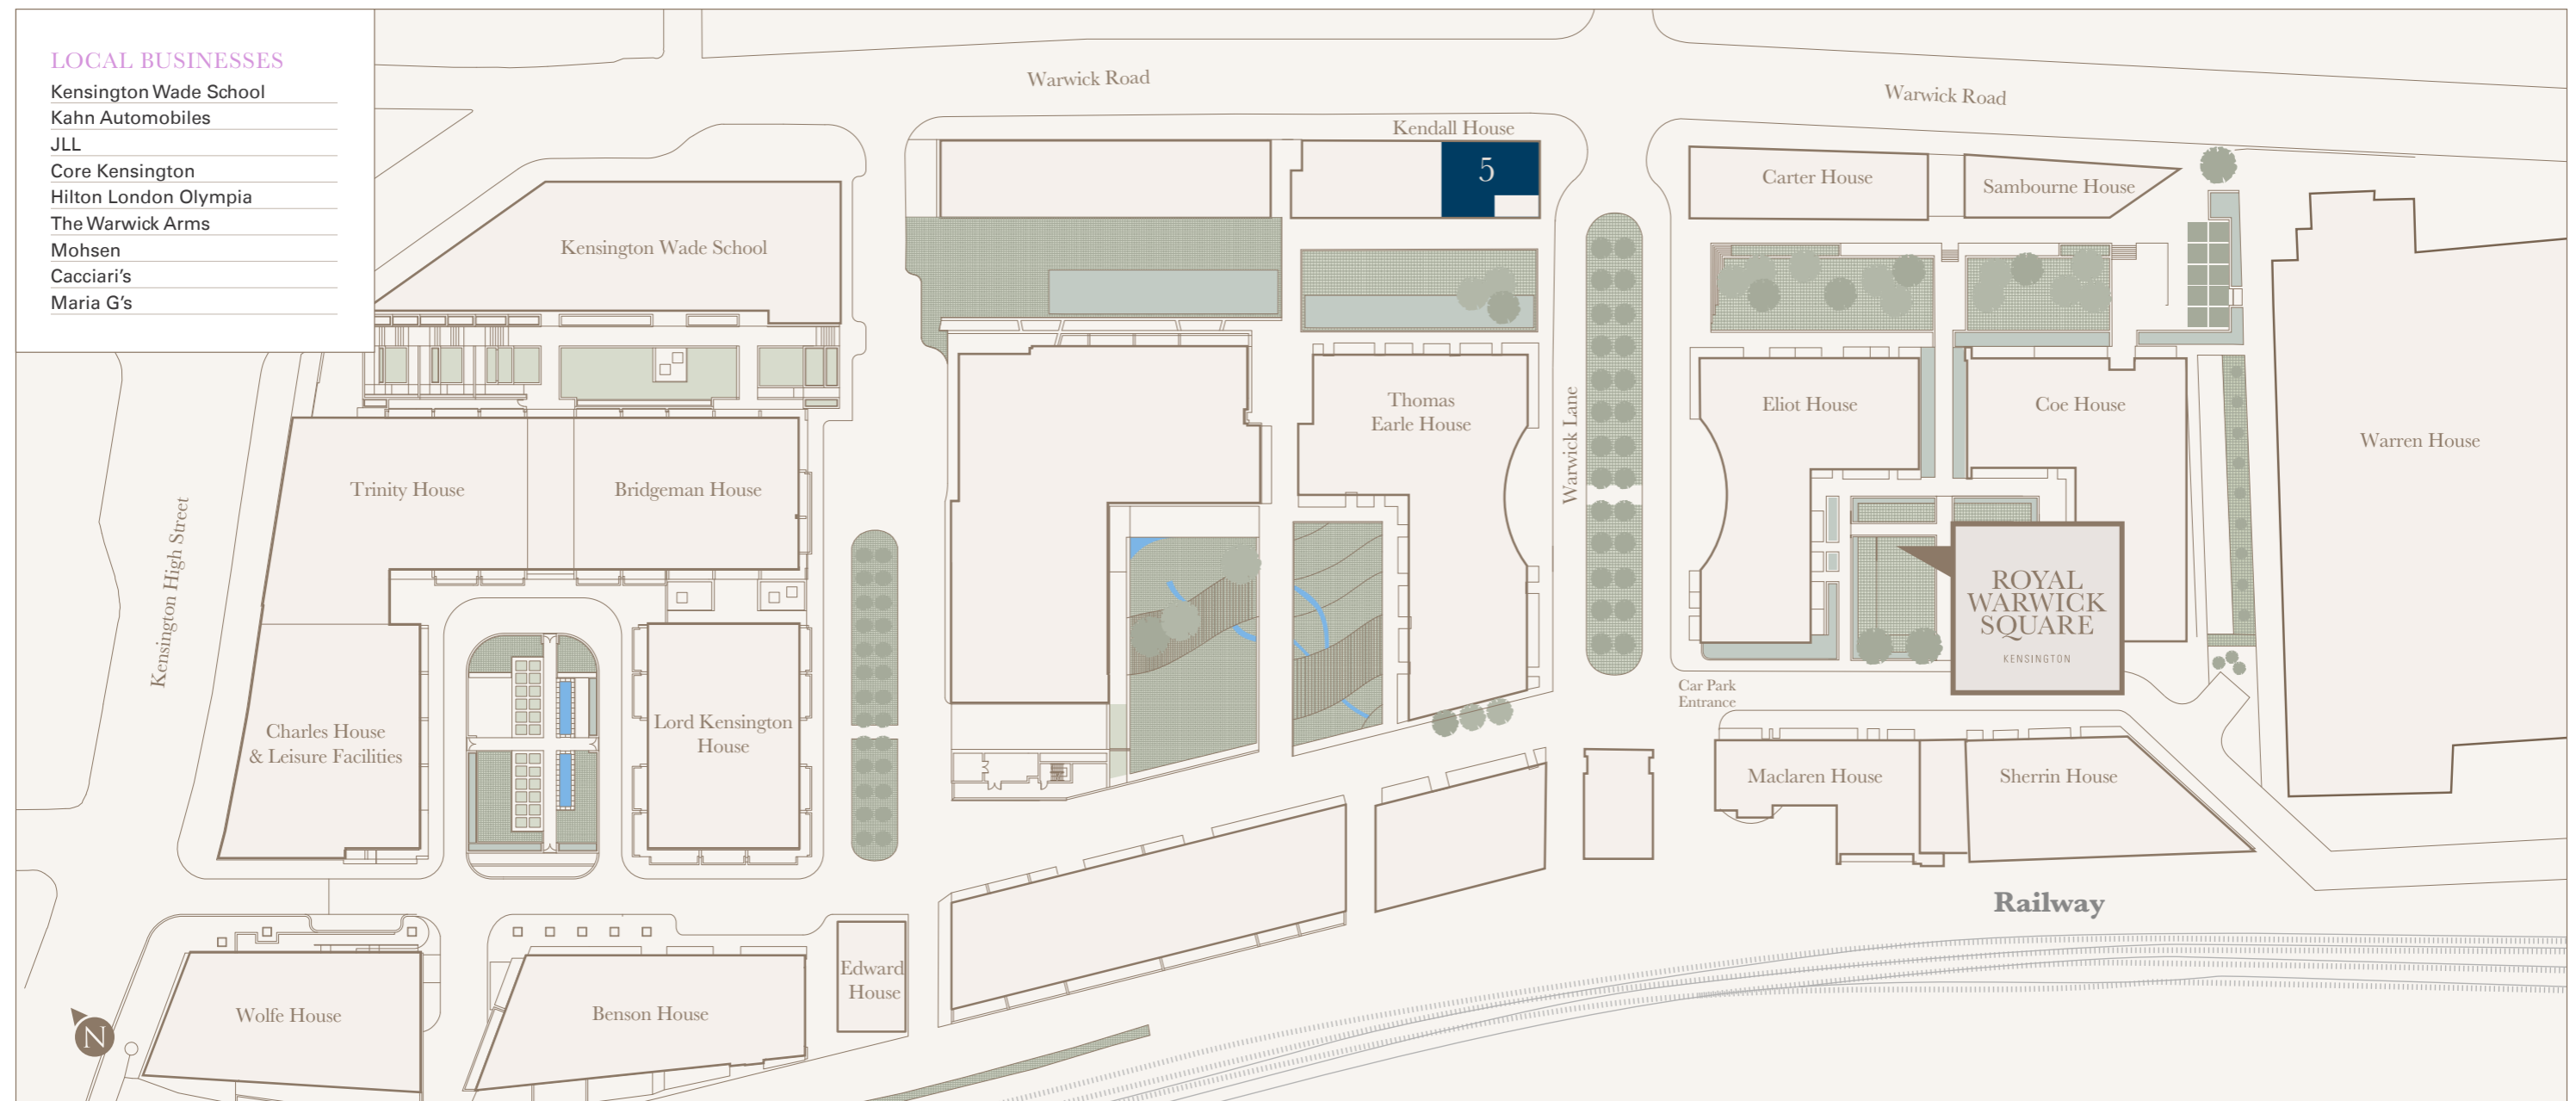 LOCAL BUSINESSES
Kensington Wade School
Kahn Automobiles
JLL
Core Kensington
Hilton London Olympia
The Warwick Arms
Mohsen
Cacciari's
Maria G's
Warwick Road
Warwick Road
Kendall House
5
Carter House
Sambourne House
Kensington Wade School
Thomas
Earle House
Warwick Lane
Eliot House
Coe House
Warren House
Trinity House
Bridgeman House
Kensington High Street
ROYAL
WARWICK
SQUARE
KENSINGTON
Car Park
Entrance
Charles House
& Leisure Facilities
Lord Kensington
House
Maclaren House
Sherrin House
Railway
Edward
House
Wolfe House
Benson House
N